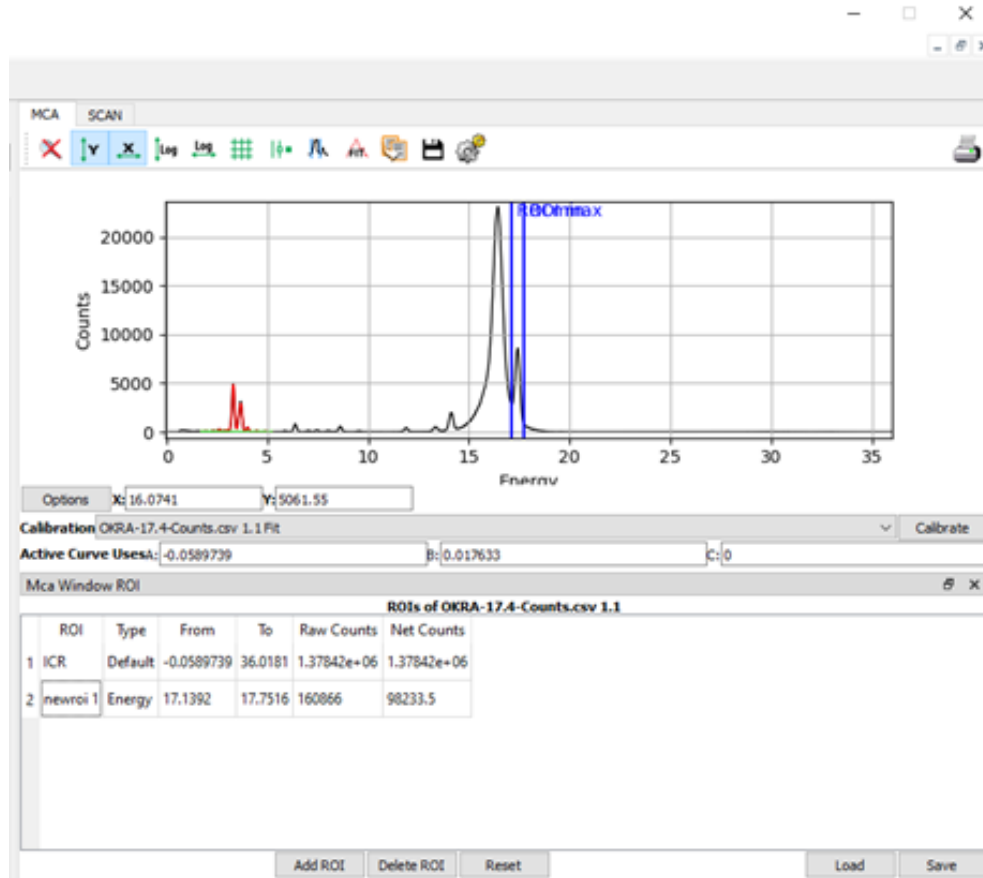 MCA SCAN
Y X Log Log FIT
20000
15000
10000
5000
0
Counts
0 5 10 15 20 25 30 35
Energy
Options X: 16.0741 Y: 5061.55
Calibration OKRA-17.4-Counts.csv 1.1 Fit Calibrate
Active Curve Uses A: -0.0589739 B: 0.017633 C: 0
Mca Window ROI
ROIs of OKRA-17.4-Counts.csv 1.1
ROI Type From To Raw Counts Net Counts
1 ICR Default -0.0589739 36.0181 1.37842e+06 1.37842e+06
2 newroi 1 Energy 17.1392 17.7516 160866 98233.5
Add ROI Delete ROI Reset Load Save